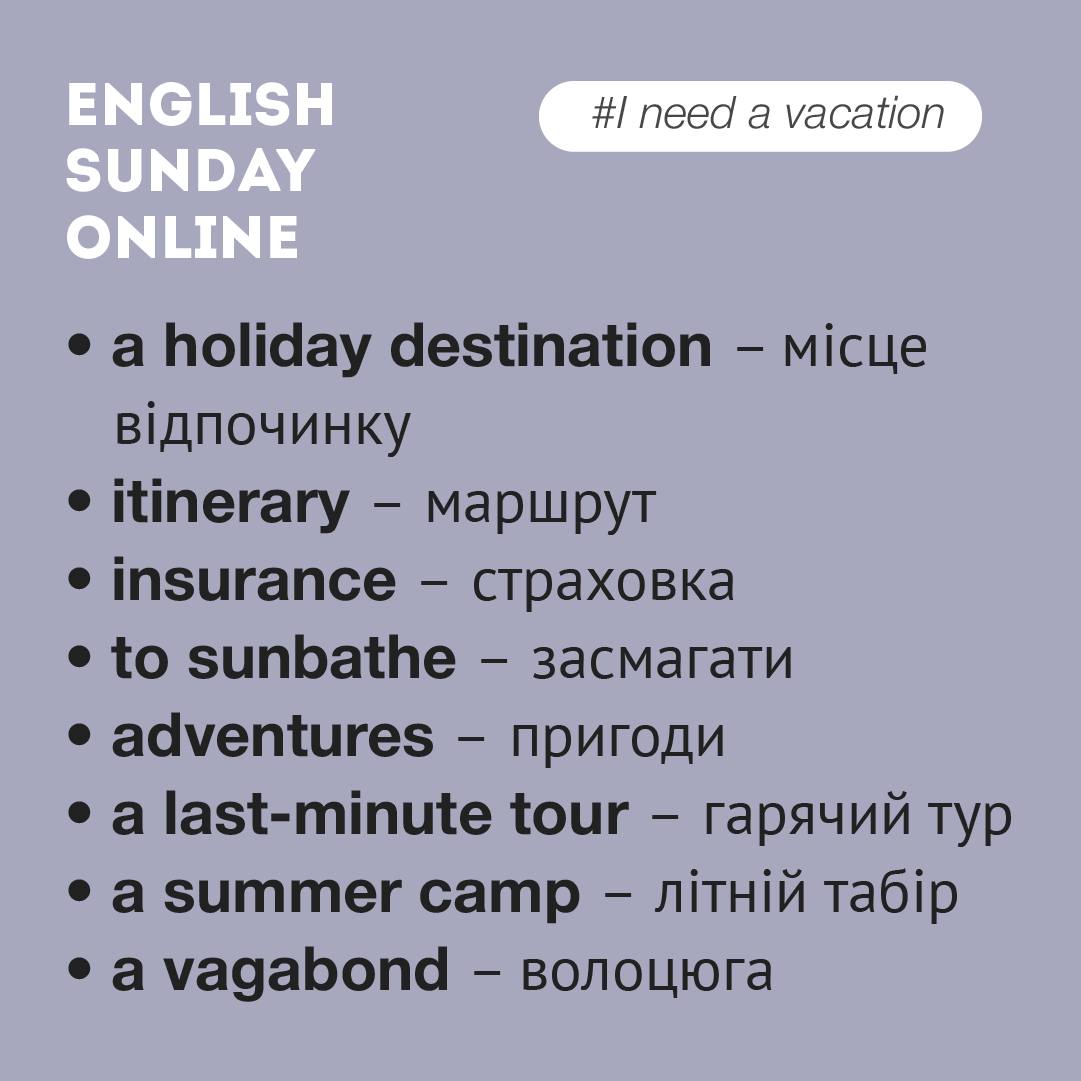 ENGLISH
SUNDAY
ONLINE
#I need a vacation
• a holiday destination – місце
відпочинку
• itinerary – маршрут
• insurance – страховка
• to sunbathe – засмагати
• adventures – пригоди
• a last-minute tour – гарячий тур
• a summer camp – літній табір
• a vagabond – волоцюга